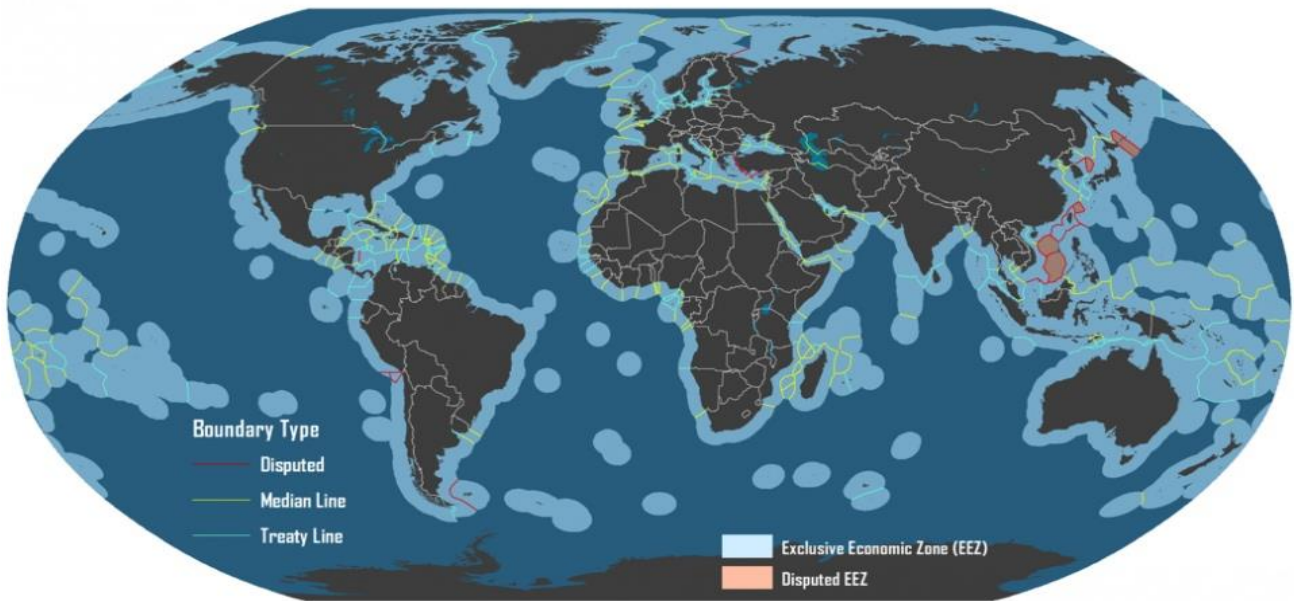 Boundary Type
Disputed
Median Line
Treaty Line
Exclusive Economic Zone (EEZ)
Disputed EEZ